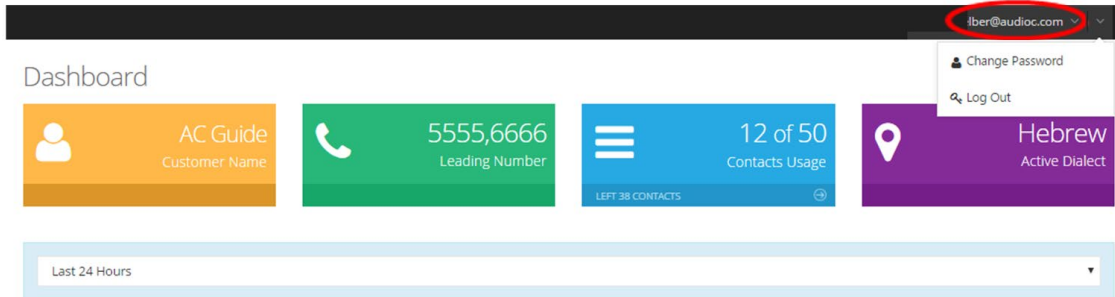 lber@audioc.com
Change Password
Log Out
Dashboard
AC Guide
Customer Name
5555,6666
Leading Number
12 of 50
Contacts Usage
LEFT 38 CONTACTS
Hebrew
Active Dialect
Last 24 Hours